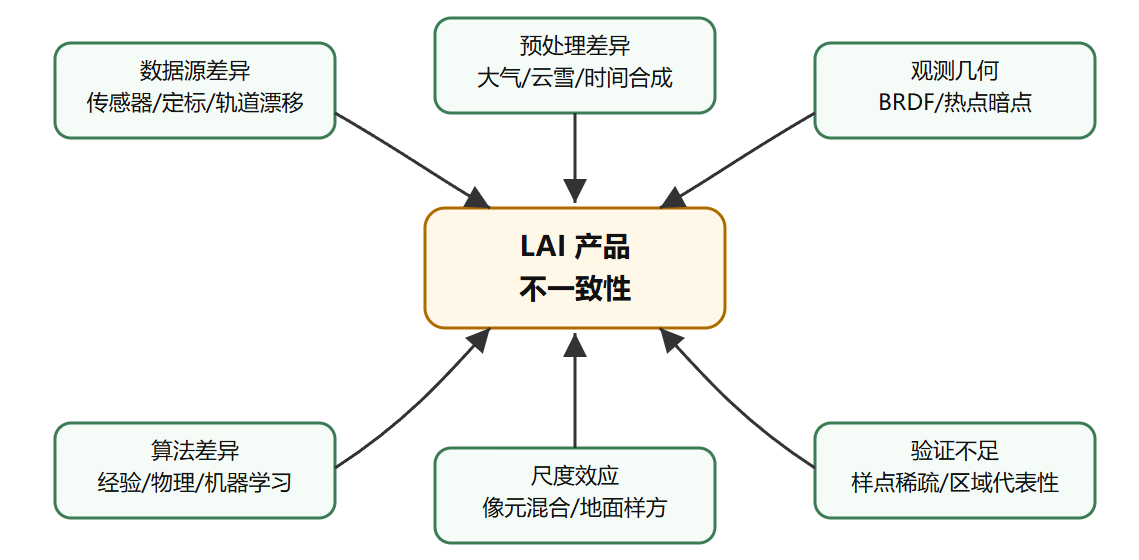 数据源差异
传感器/定标/轨道漂移
预处理差异
大气/云雪/时间合成
观测几何
BRDF/热点暗点
LAI 产品
不一致性
算法差异
经验/物理/机器学习
尺度效应
像元混合/地面样方
验证不足
样点稀疏/区域代表性